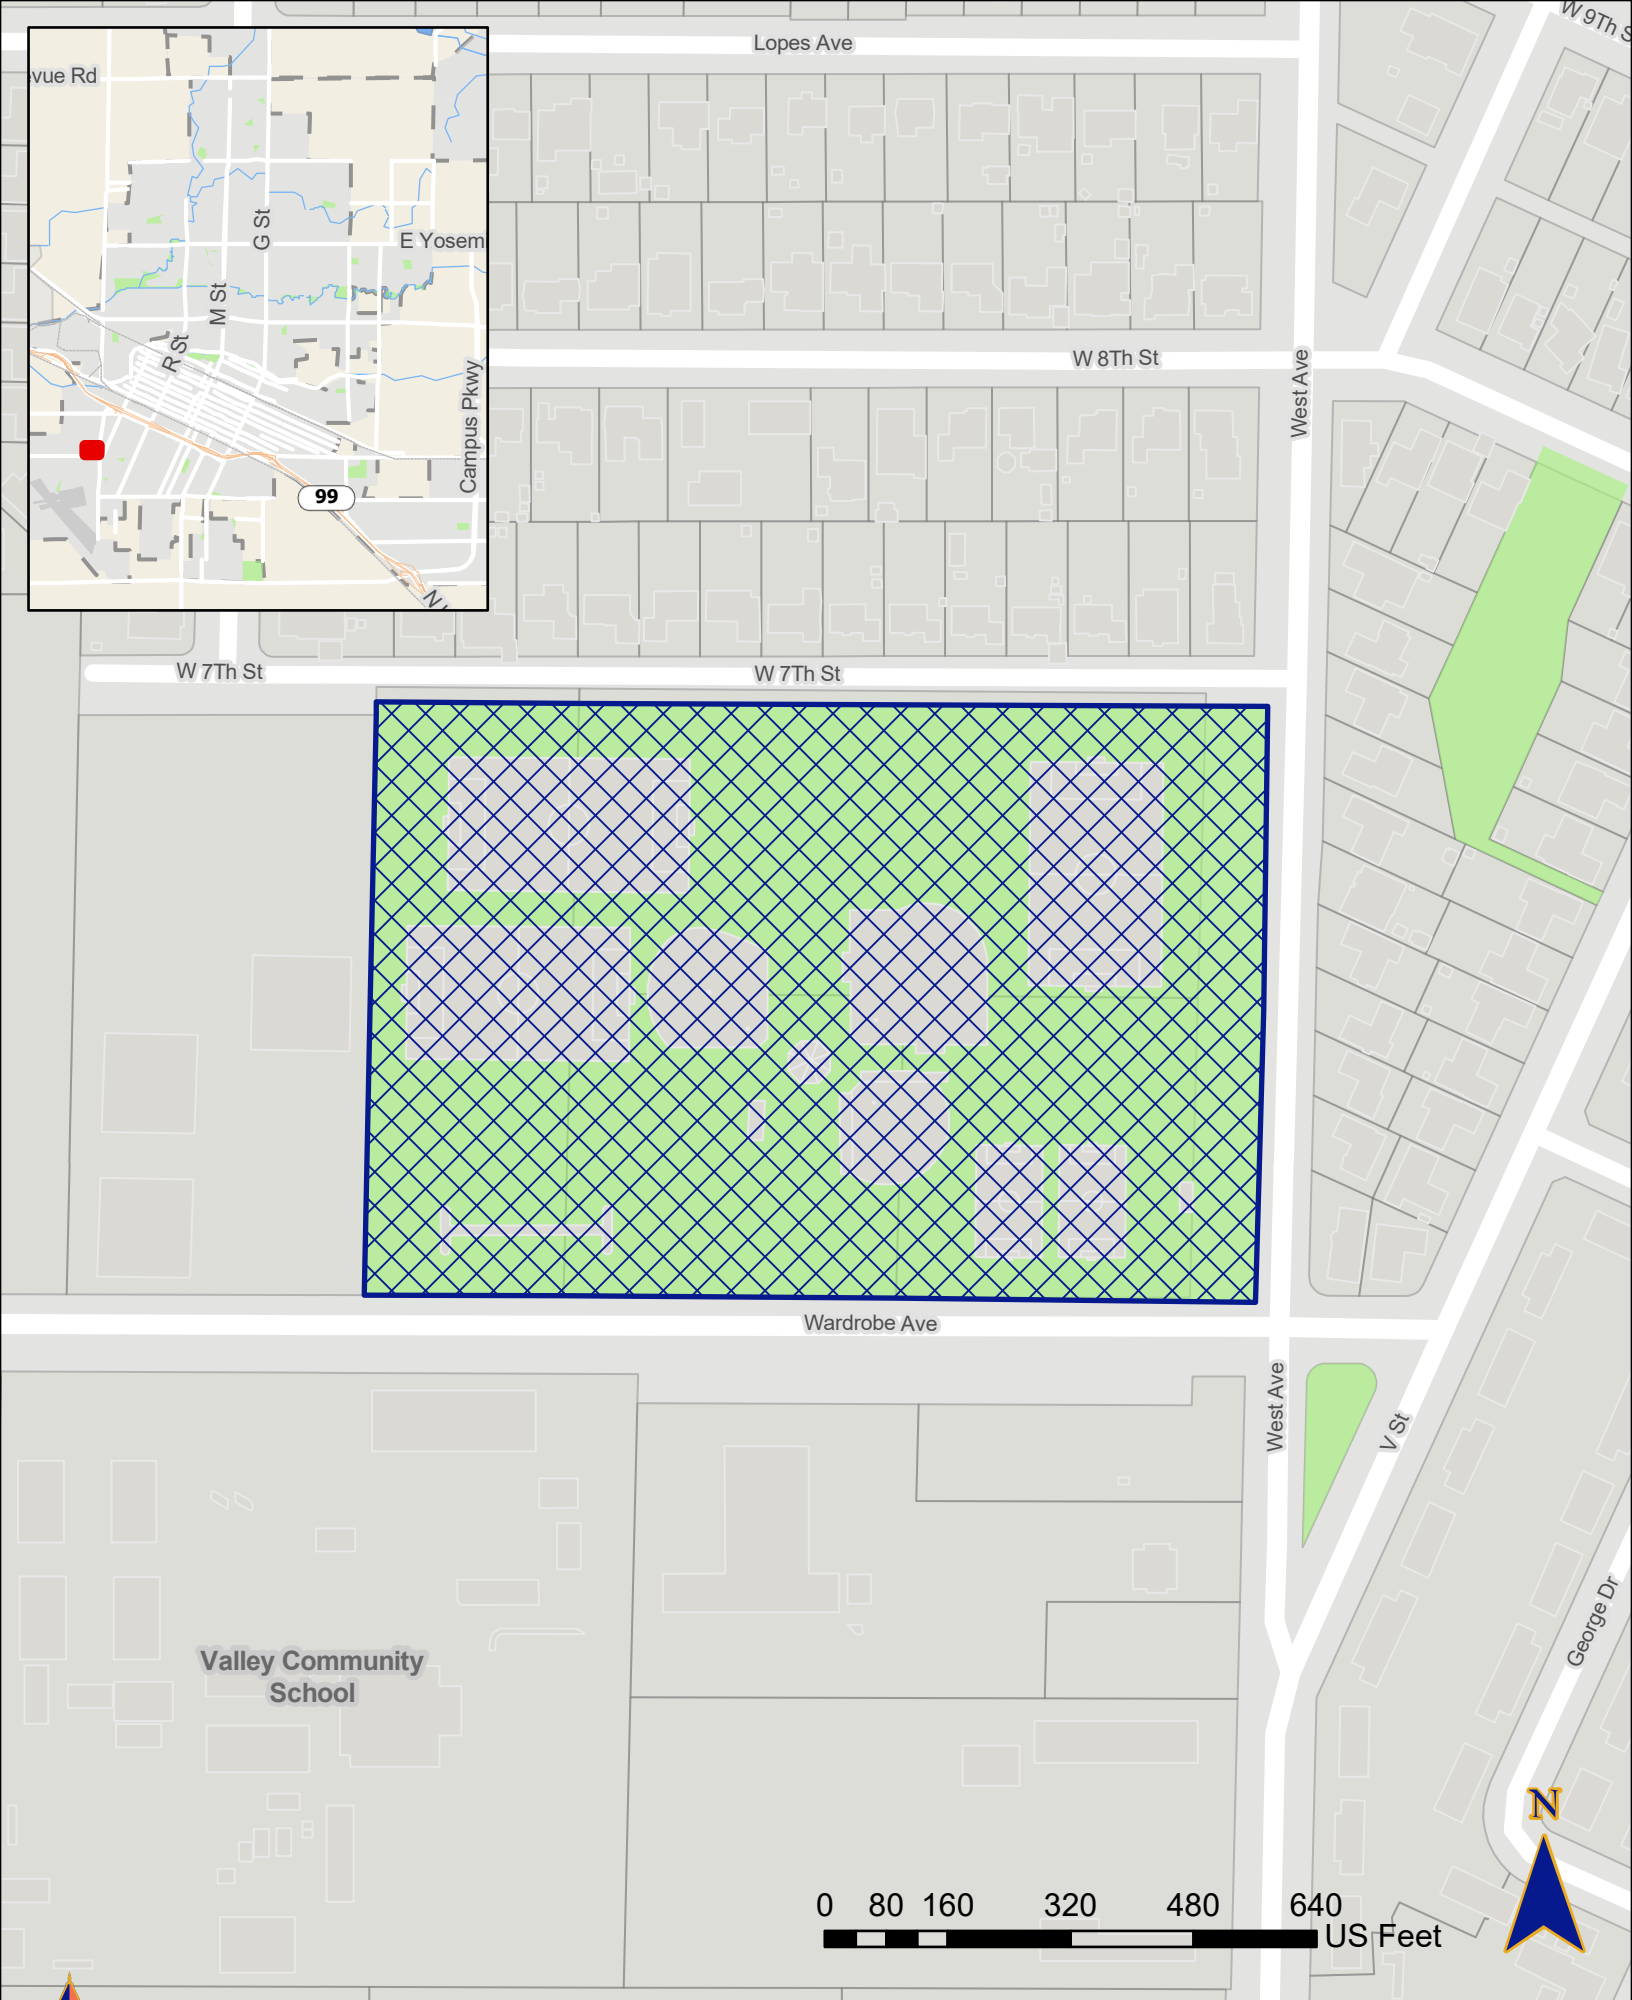 W 9Th S
Lopes Ave
vue Rd
G St
E Yosem
M St
R St
Campus Pkwy
99
N
W 8Th St
West Ave
W 7Th St
W 7Th St
Wardrobe Ave
West Ave
V St
George Dr
Valley Community
School
N
0 80 160 320 480 640
US Feet